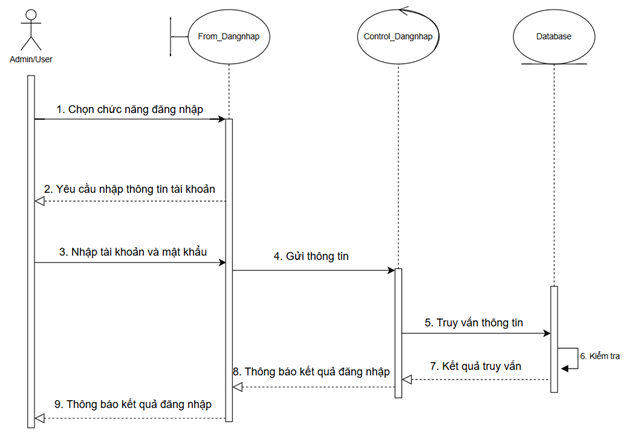 Admin/User
From_Dangnhap
Control_Dangnhap
Database
1. Chọn chức năng đăng nhập
2. Yêu cầu nhập thông tin tài khoản
3. Nhập tài khoản và mật khẩu
4. Gửi thông tin
5. Truy vấn thông tin
6. Kiểm tra
7. Kết quả truy vấn
8. Thông báo kết quả đăng nhập
9. Thông báo kết quả đăng nhập